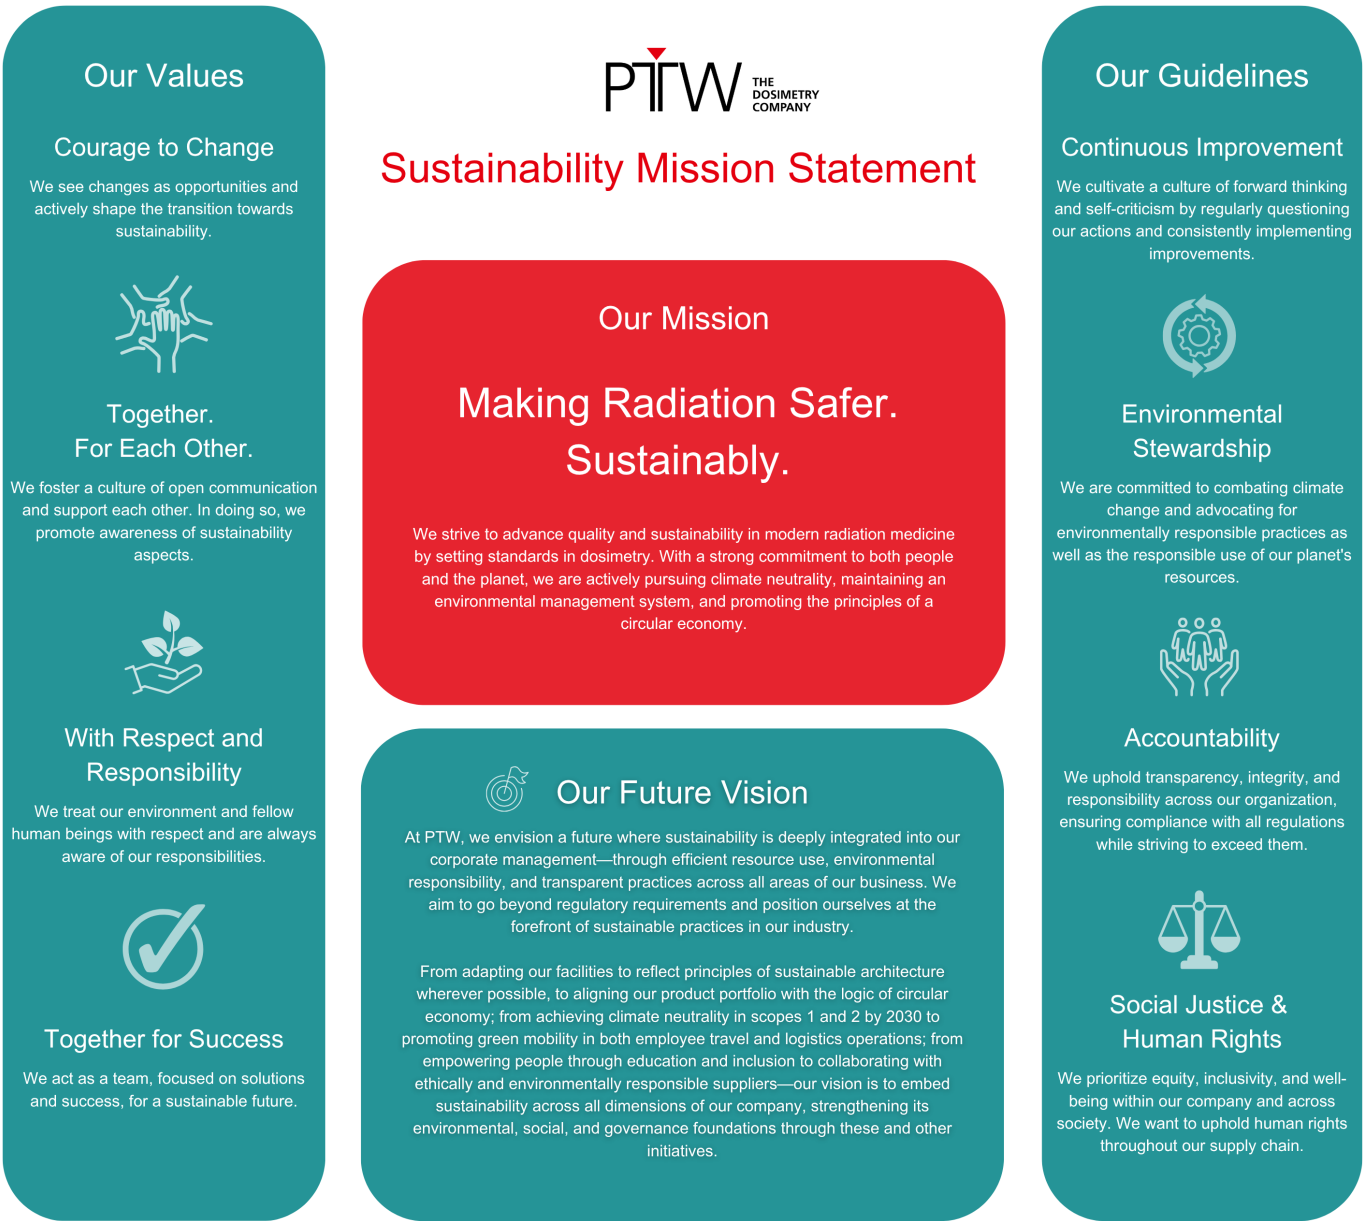 Our Values
Courage to Change
We see changes as opportunities and
actively shape the transition towards
sustainability.
Together.
For Each Other.
We foster a culture of open communication
and support each other. In doing so, we
promote awareness of sustainability
aspects.
With Respect and
Responsibility
We treat our environment and fellow
human beings with respect and are always
aware of our responsibilities.
Together for Success
We act as a team, focused on solutions
and success, for a sustainable future.
PTW
THE
DOSIMETRY
COMPANY
Sustainability Mission Statement
Our Mission
Making Radiation Safer.
Sustainably.
We strive to advance quality and sustainability in modern radiation medicine
by setting standards in dosimetry. With a strong commitment to both people
and the planet, we are actively pursuing climate neutrality, maintaining an
environmental management system, and promoting the principles of a
circular economy.
Our Future Vision
At PTW, we envision a future where sustainability is deeply integrated into our
corporate management—through efficient resource use, environmental
responsibility, and transparent practices across all areas of our business. We
aim to go beyond regulatory requirements and position ourselves at the
forefront of sustainable practices in our industry.
From adapting our facilities to reflect principles of sustainable architecture
wherever possible, to aligning our product portfolio with the logic of circular
economy; from achieving climate neutrality in scopes 1 and 2 by 2030 to
promoting green mobility in both employee travel and logistics operations; from
empowering people through education and inclusion to collaborating with
ethically and environmentally responsible suppliers—our vision is to embed
sustainability across all dimensions of our company, strengthening its
environmental, social, and governance foundations through these and other
initiatives.
Our Guidelines
Continuous Improvement
We cultivate a culture of forward thinking
and self-criticism by regularly questioning
our actions and consistently implementing
improvements.
Environmental
Stewardship
We are committed to combating climate
change and advocating for
environmentally responsible practices as
well as the responsible use of our planet's
resources.
Accountability
We uphold transparency, integrity, and
responsibility across our organization,
ensuring compliance with all regulations
while striving to exceed them.
Social Justice &
Human Rights
We prioritize equity, inclusivity, and well-
being within our company and across
society. We want to uphold human rights
throughout our supply chain.